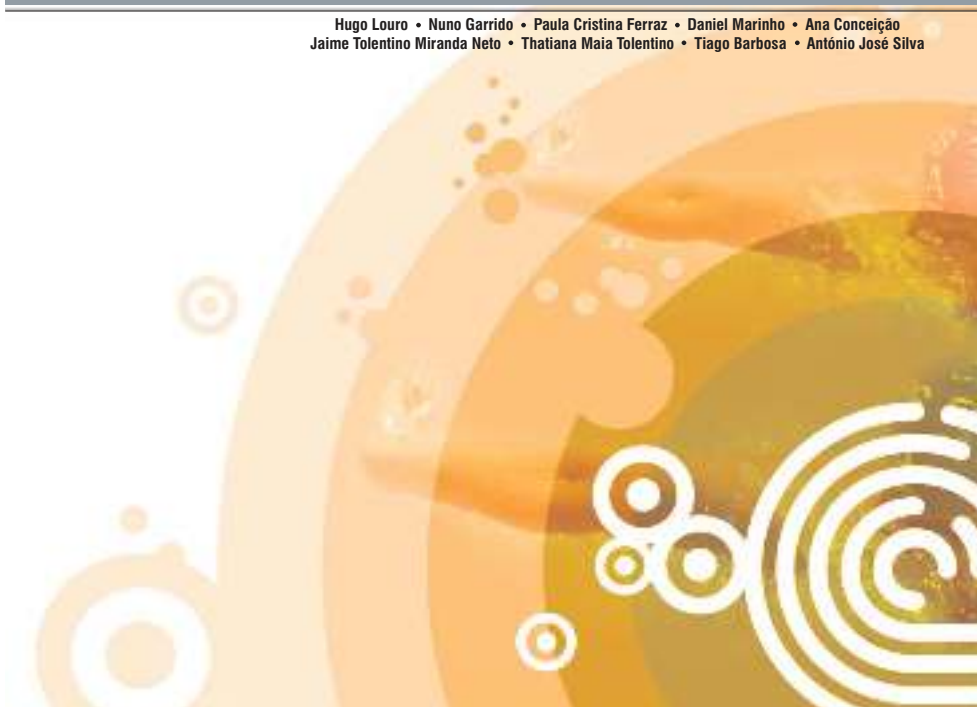 Hugo Louro • Nuno Garrido • Paula Cristina Ferraz • Daniel Marinho • Ana Conceição
Jaime Tolentino Miranda Neto • Thatiana Maia Tolentino • Tiago Barbosa • António José Silva